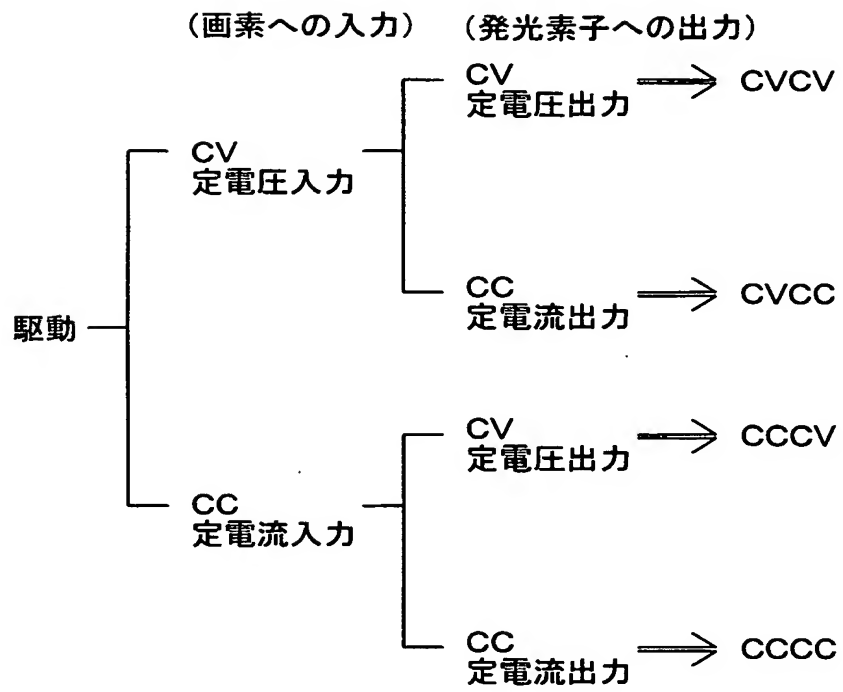 (画素への入力) (発光素子への出力)
CV
定電圧出力
CVCV
CV
定電圧入力
CC
定電流出力
CVCC
駆動
CV
定電圧出力
CCCV
CC
定電流入力
CC
定電流出力
CCCC